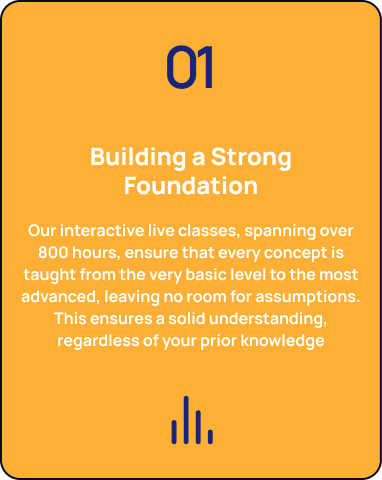 01
Building a Strong
Foundation
Our interactive live classes, spanning over
800 hours, ensure that every concept is
taught from the very basic level to the most
advanced, leaving no room for assumptions.
This ensures a solid understanding,
regardless of your prior knowledge